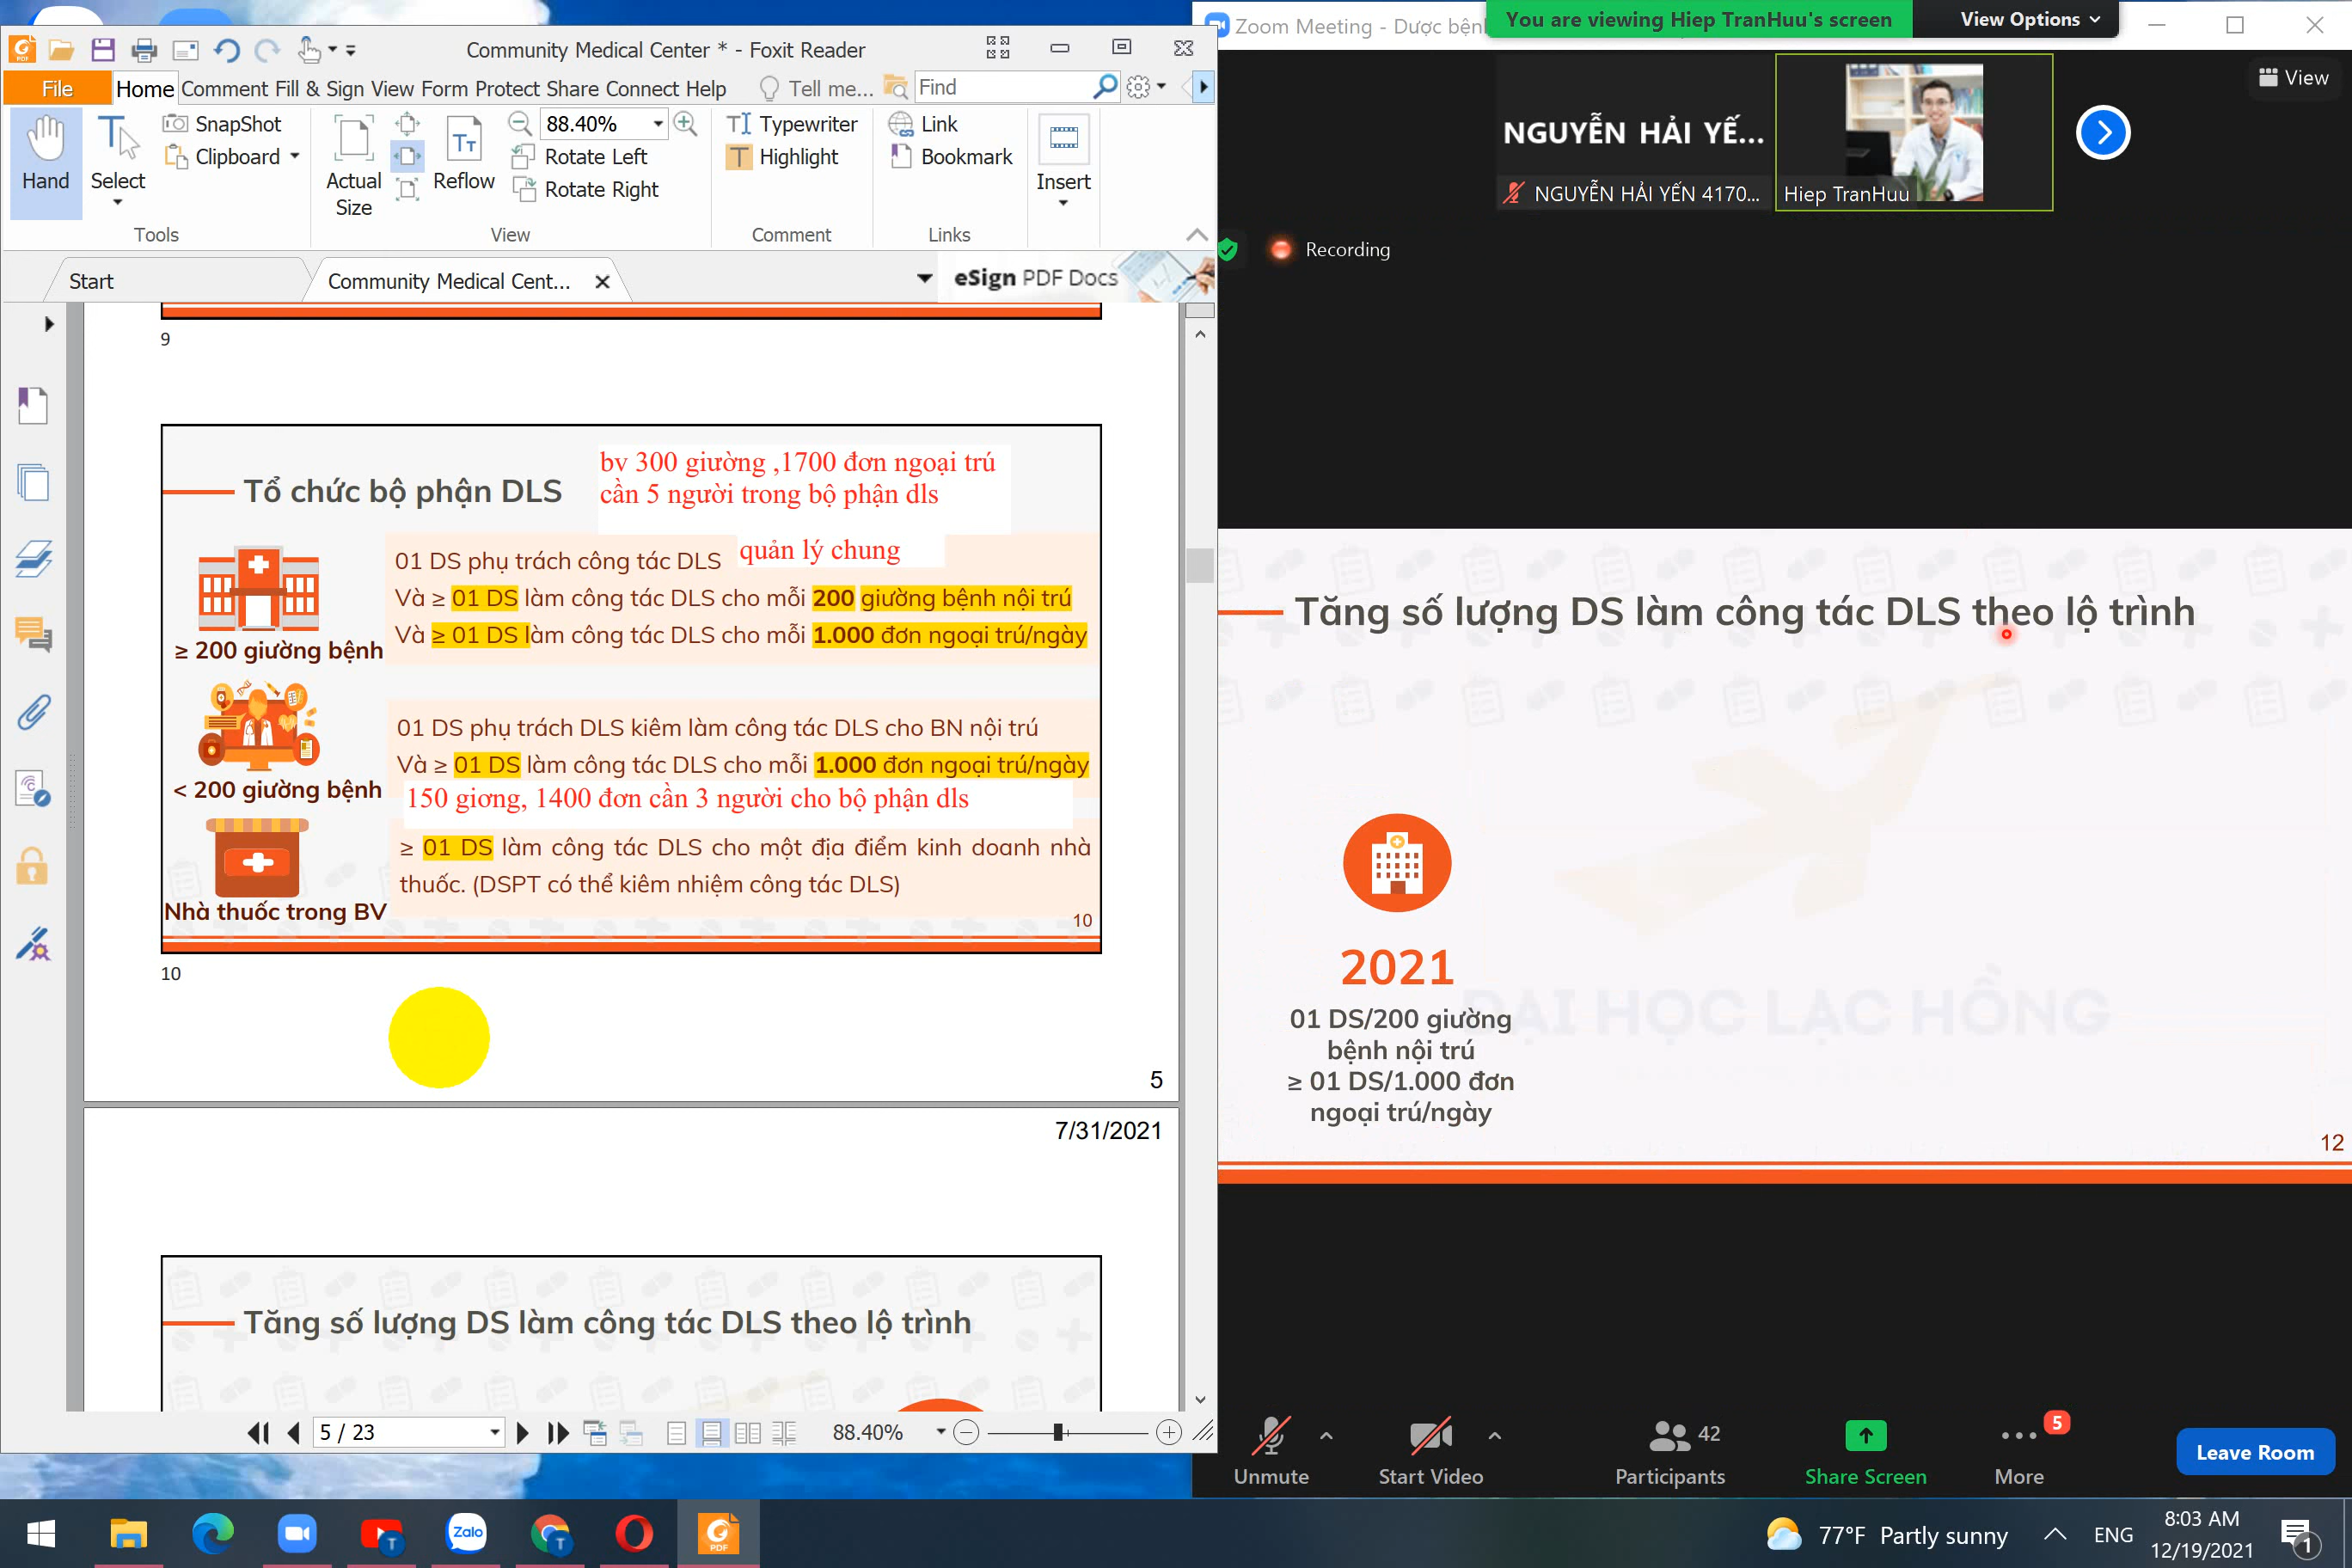 Community Medical Center * - Foxit Reader
File Home Comment Fill & Sign View Form Protect Share Connect Help Tell me... Find
Hand
Select
SnapShot
Clipboard
Tools
Actual Size
Reflow
88.40%
Rotate Left
Rotate Right
View
Typewriter
Highlight
Comment
Link
Bookmark
Links
Insert
Start
Community Medical Cent...
eSign PDF Docs
9
Tổ chức bộ phận DLS
bv 300 giường ,1700 đơn ngoại trú
cần 5 người trong bộ phận dls
01 DS phụ trách công tác DLS
quản lý chung
Và ≥ 01 DS làm công tác DLS cho mỗi 200 giường bệnh nội trú
Và ≥ 01 DS làm công tác DLS cho mỗi 1.000 đơn ngoại trú/ngày
≥ 200 giường bệnh
01 DS phụ trách DLS kiêm làm công tác DLS cho BN nội trú
Và ≥ 01 DS làm công tác DLS cho mỗi 1.000 đơn ngoại trú/ngày
< 200 giường bệnh
150 giơng, 1400 đơn cần 3 người cho bộ phận dls
≥ 01 DS làm công tác DLS cho một địa điểm kinh doanh nhà
thuốc. (DSPT có thể kiêm nhiệm công tác DLS)
Nhà thuốc trong BV
10
10
5
7/31/2021
Tăng số lượng DS làm công tác DLS theo lộ trình
5 / 23
88.40%
Zoom Meeting - Dược bện
You are viewing Hiep TranHuu's screen
View Options
View
NGUYỄN HẢI YẾ...
NGUYỄN HẢI YẾN 4170...
Hiep TranHuu
Recording
Tăng số lượng DS làm công tác DLS theo lộ trình
2021
01 DS/200 giường
bệnh nội trú
≥ 01 DS/1.000 đơn
ngoại trú/ngày
ĐẠI HỌC LẠC HỒNG
12
Unmute
Start Video
42
Participants
Share Screen
5
More
Leave Room
Zalo
T
T
PDF
77°F Partly sunny
ENG
8:03 AM
12/19/2021
1